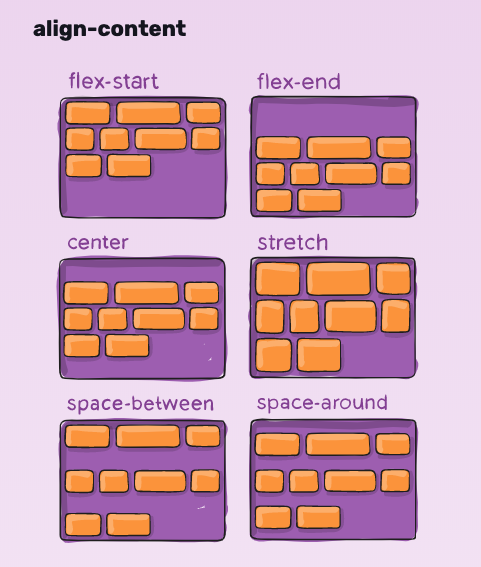 align-content
flex-start
flex-end
center
stretch
space-between
space-around